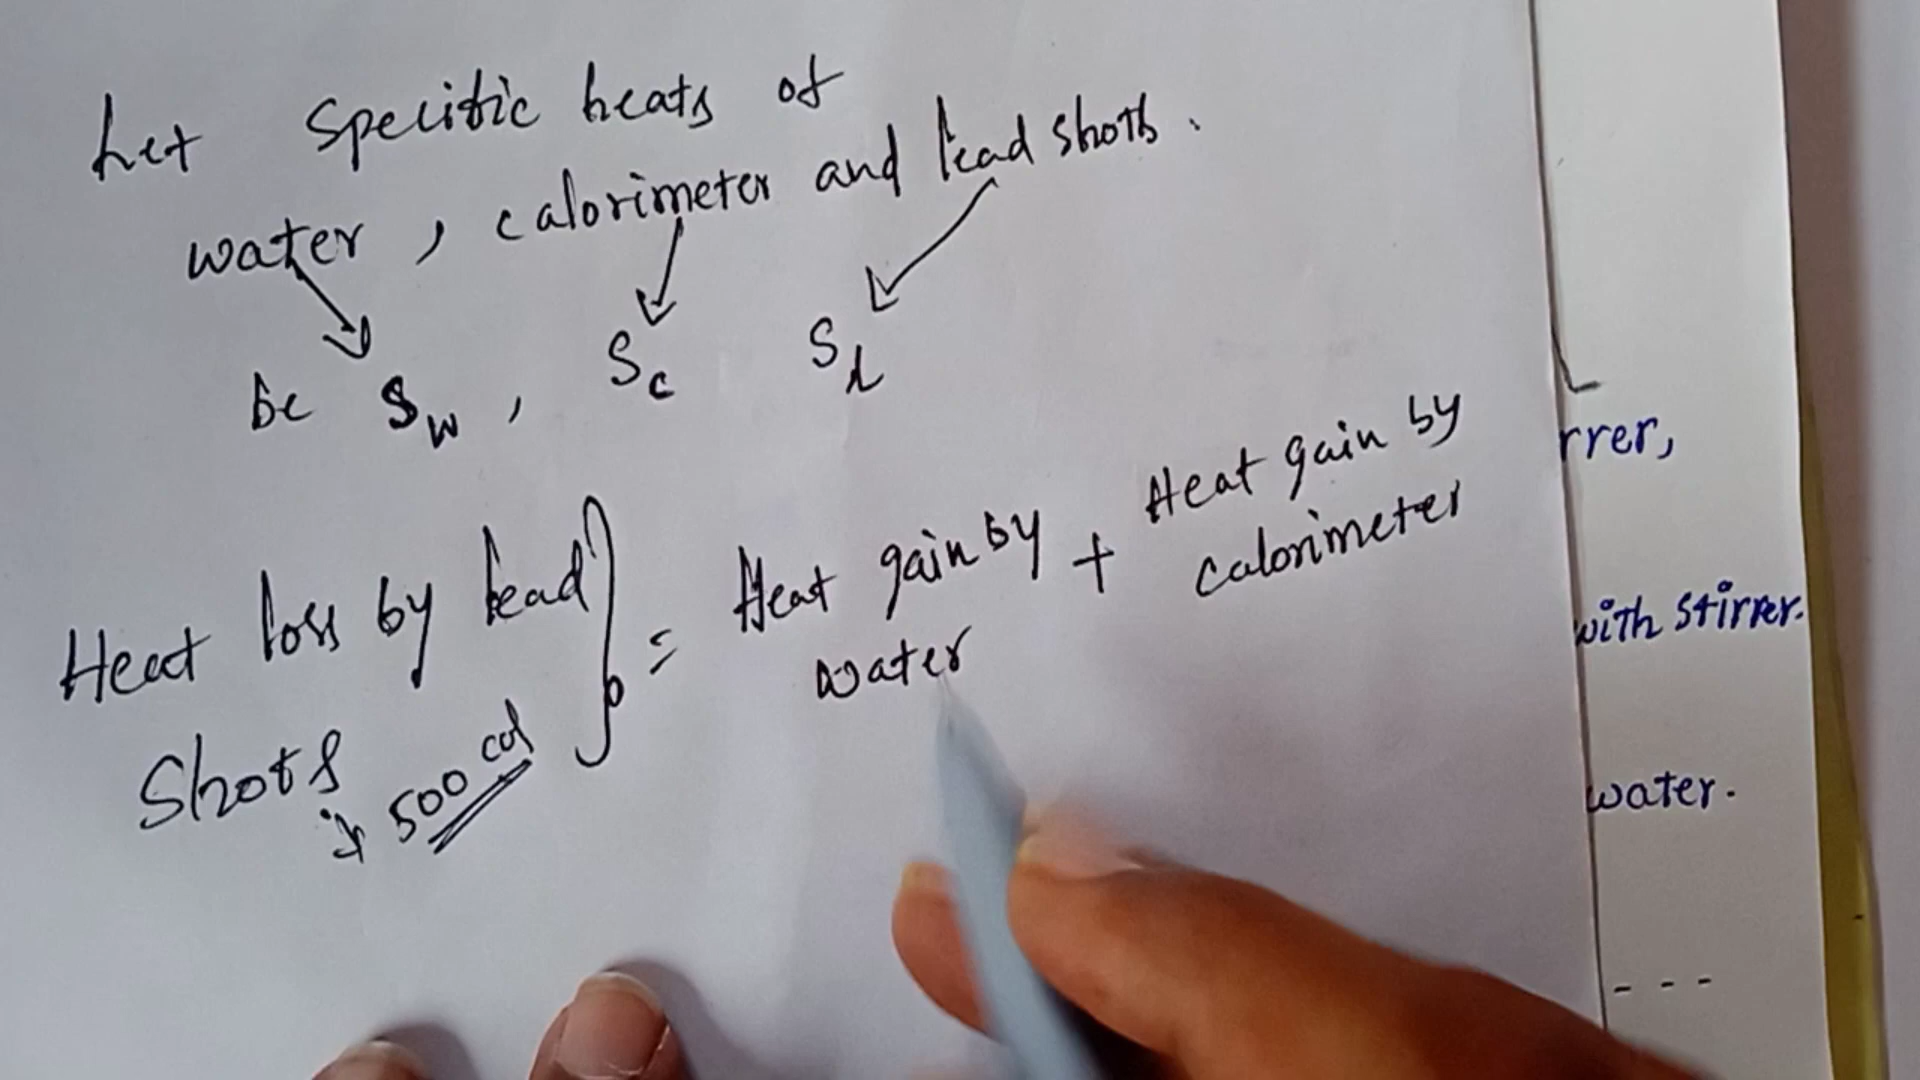 Let Specific heats of
water, calorimeter and lead shots.
be Sw, Sc Sl
Heat loss by lead } = Heat gain by + Heat gain by
Shots 500 cal water calorimeter
rrer,
with stirrer.
water.
- - -